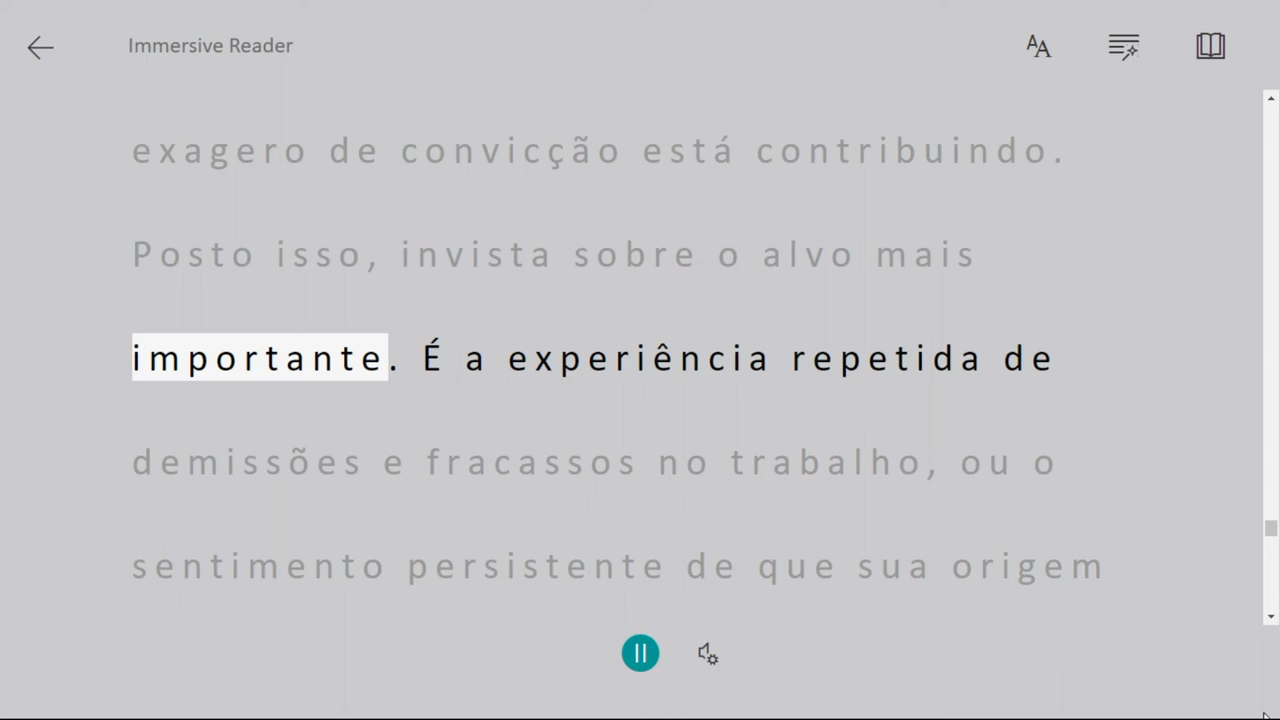 Immersive Reader
exagero de convicção está contribuindo.
Posto isso, invista sobre o alvo mais
importante. É a experiência repetida de
demissões e fracassos no trabalho, ou o
sentimento persistente de que sua origem